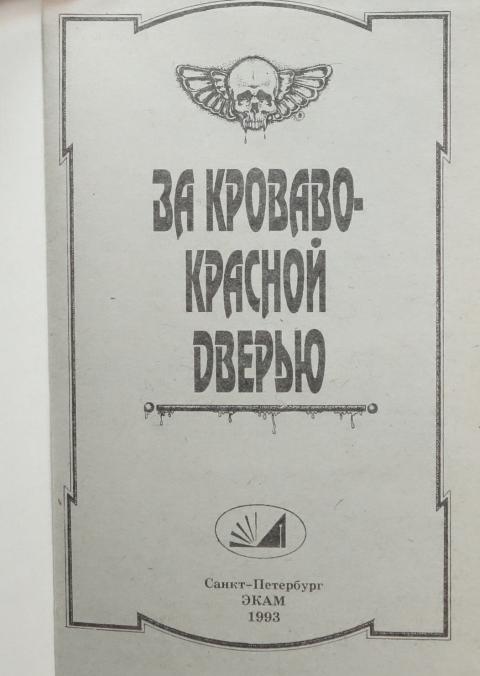 ЗА КРОВАВО-
КРАСНОЙ
ДВЕРЬЮ
Санкт-Петербург
ЭКАМ
1993